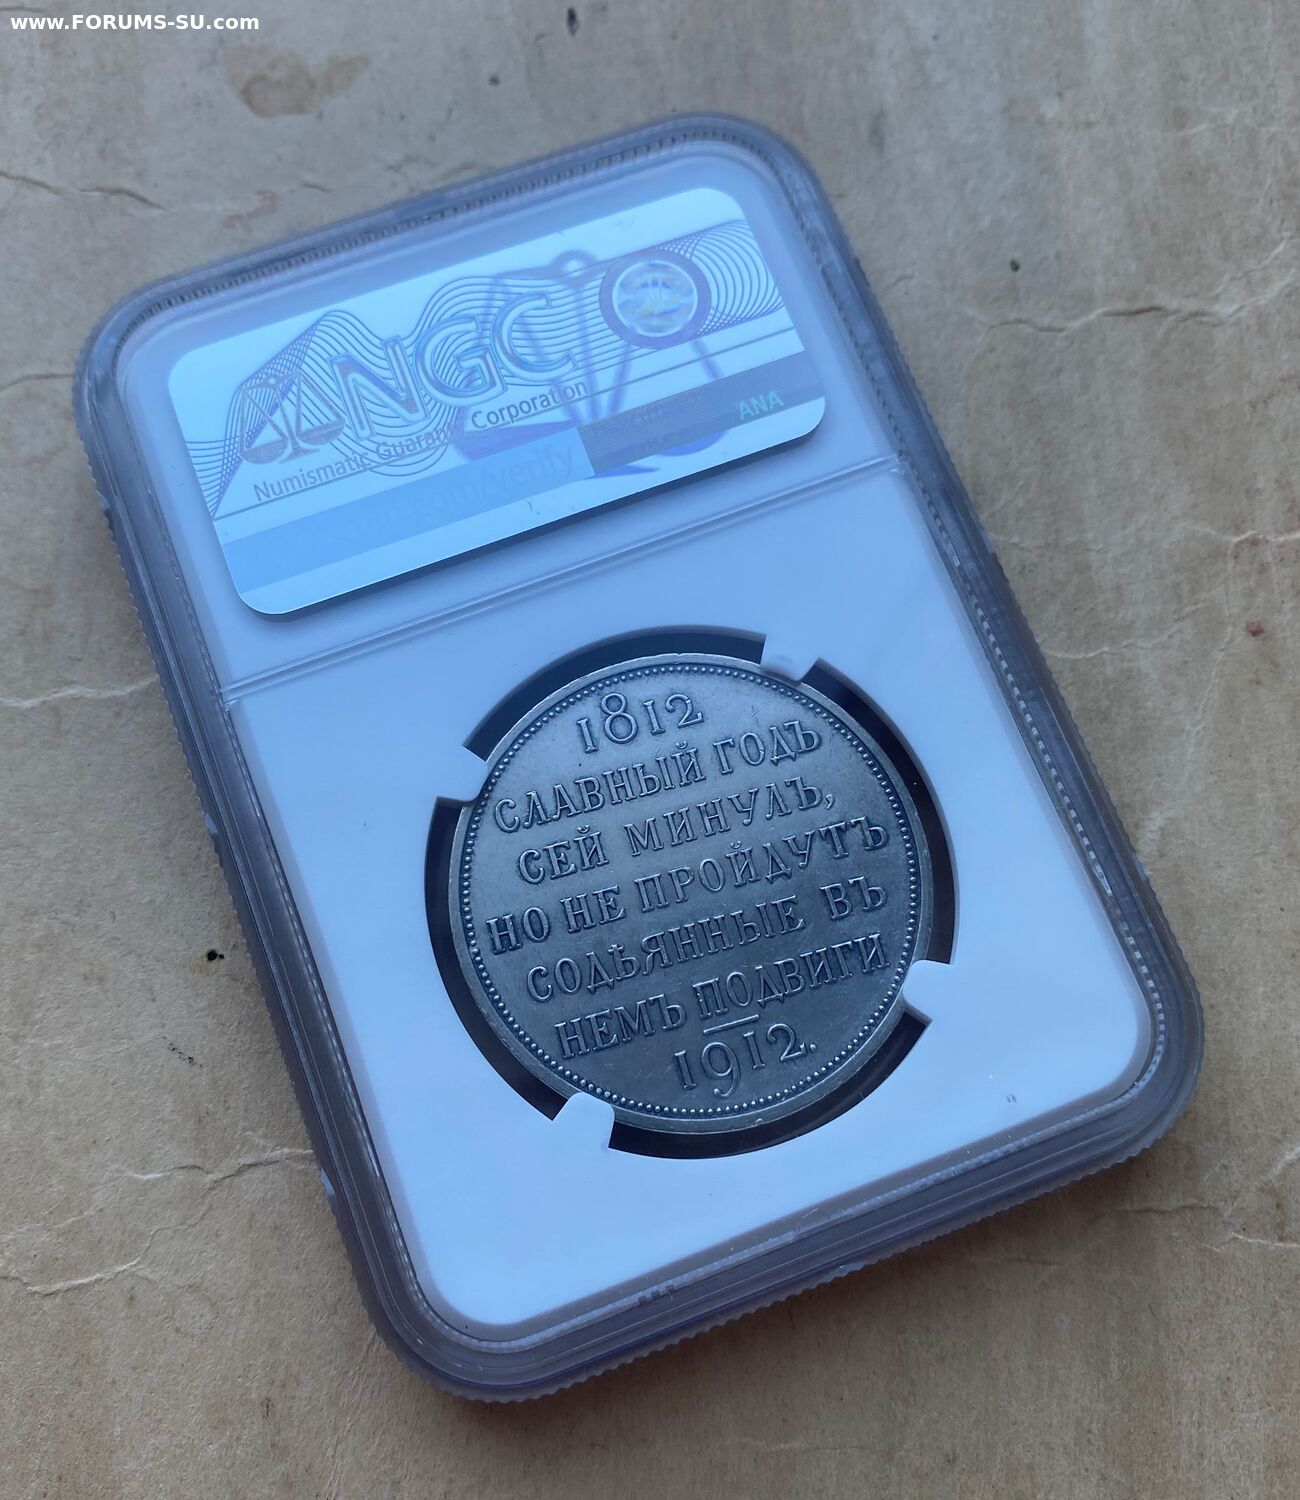 www.FORUMS-SU.com
NGC
Numismatic Guaranty Corporation
ANA
1812
СЛАВНЫЙ ГОДЪ
СЕЙ МИНУЛЪ,
НО НЕ ПРОЙДУТЪ
СОДѢЯННЫЕ ВЪ
НЕМЪ ПОДВИГИ
1912.